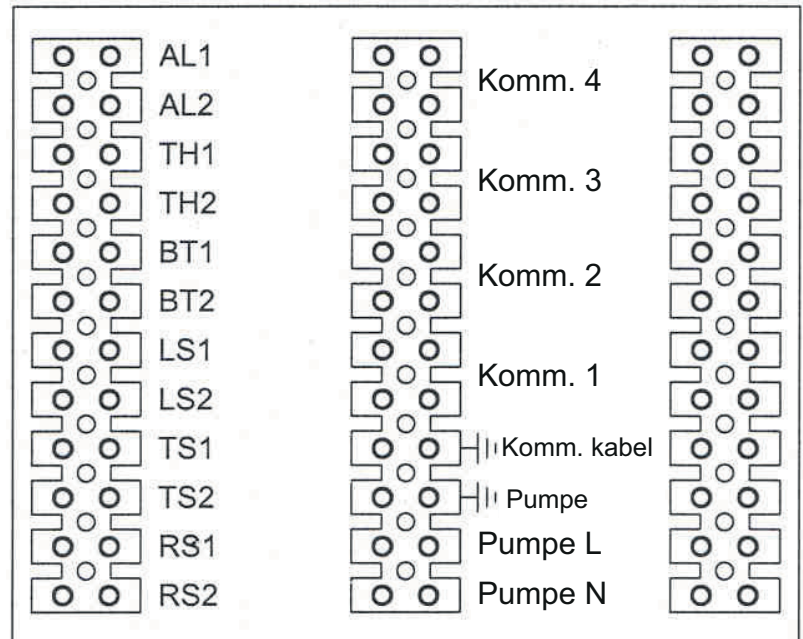 AL1
AL2
TH1
TH2
BT1
BT2
LS1
LS2
TS1
TS2
RS1
RS2
Komm. 4
Komm. 3
Komm. 2
Komm. 1
Komm. kabel
Pumpe
Pumpe L
Pumpe N